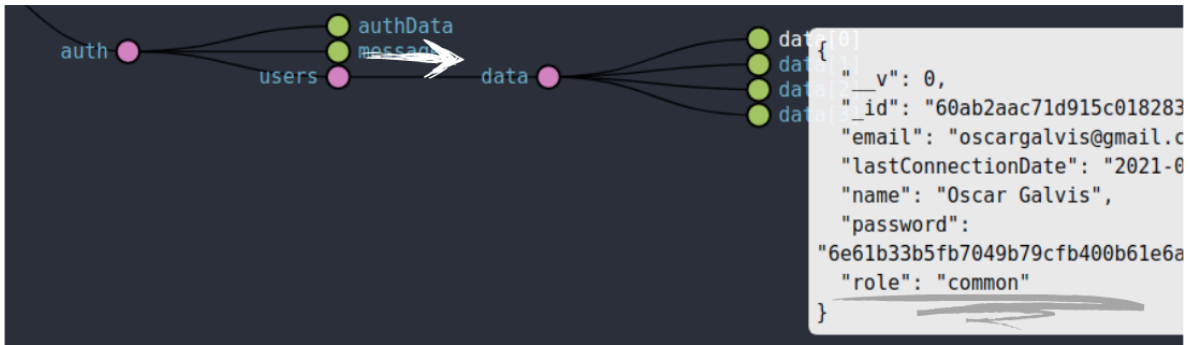 auth
authData
message
users
data
data[0]
data[1]
data[2]
data[3]
{
"__v": 0,
"_id": "60ab2aac71d915c018283
"email": "oscargalvis@gmail.c
"lastConnectionDate": "2021-0
"name": "Oscar Galvis",
"password":
"6e61b33b5fb7049b79cfb400b61e6a
"role": "common"
}